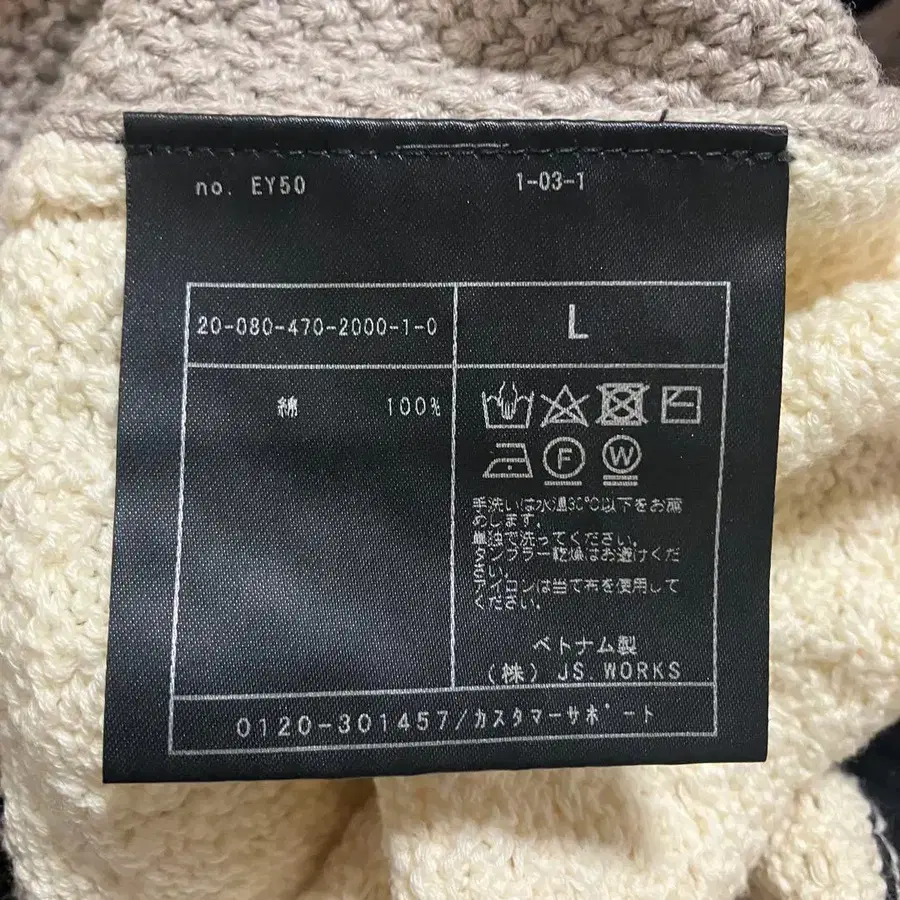 no. EY50
1-03-1
20-080-470-2000-1-0
L
綿 100%
F
W
手洗いは水温30℃以下をお薦
めします。
単独で洗ってください。
タンブラー乾燥はお避けくだ
さい。
アイロンは当て布を使用して
ください。
ベトナム製
(株) JS.WORKS
0120-301457/カスタマーサポート